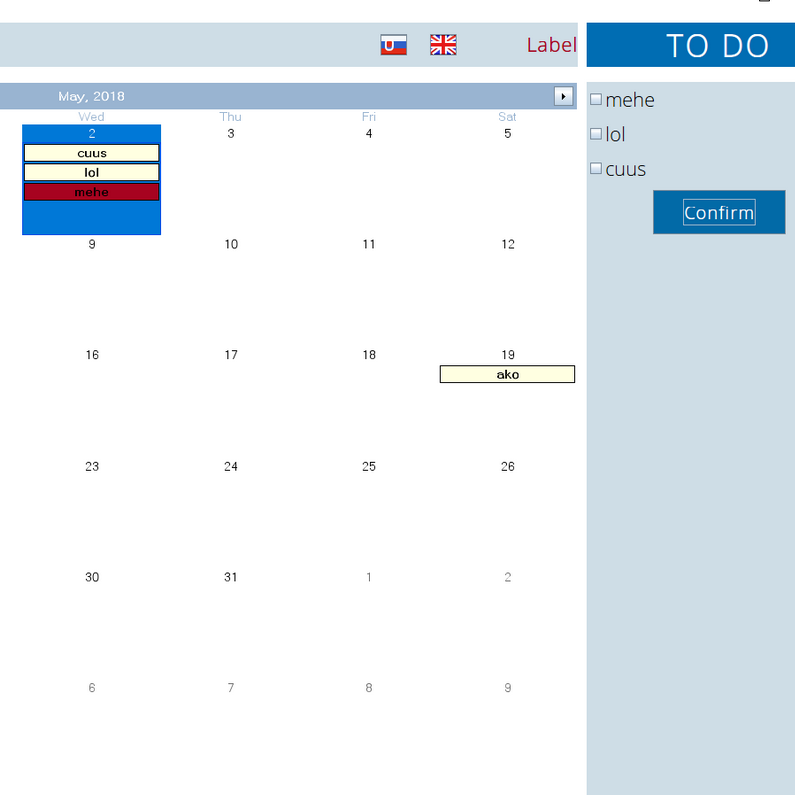 Label
TO DO
May, 2018
Wed Thu Fri Sat
2 3 4 5
cuus
lol
mehe
9 10 11 12
16 17 18 19
ako
23 24 25 26
30 31 1 2
6 7 8 9
mehe
lol
cuus
Confirm